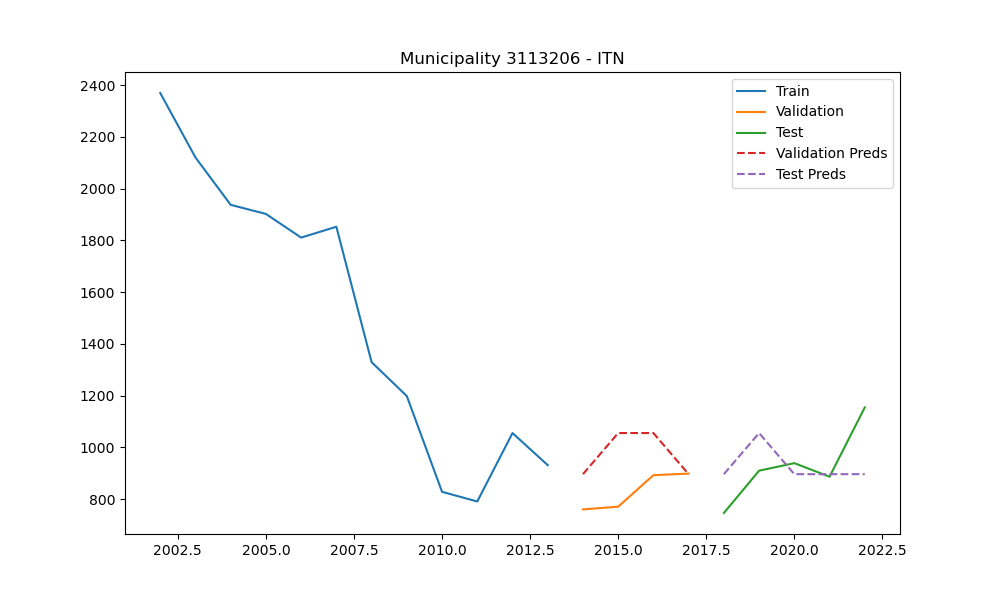 Municipality 3113206 - ITN
2400
2200
2000
1800
1600
1400
1200
1000
800
Train
Validation
Test
Validation Preds
Test Preds
2002.5 2005.0 2007.5 2010.0 2012.5 2015.0 2017.5 2020.0 2022.5